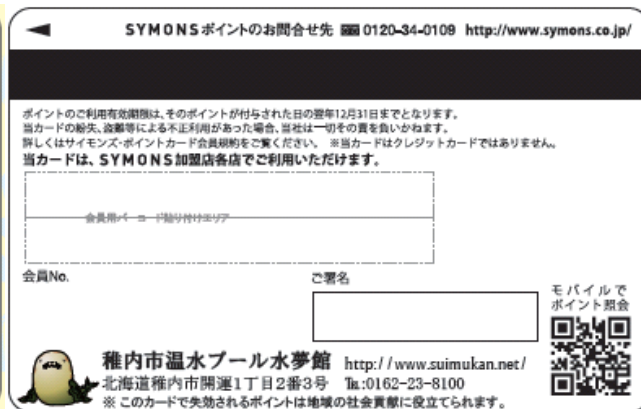 SYMONSポイントのお問合せ先 0120-34-0109 http://www.symons.co.jp/
ポイントのご利用有効期限は、そのポイントが付与された日の翌年12月31日までとなります。
当カードの紛失、盗難等による不正利用があった場合、当社は一切その責を負いかねます。
詳しくはサイモンズ・ポイントカード会員規約をご覧ください。 ※当カードはクレジットカードではありません。
当カードは、SYMONS加盟店各店でご利用いただけます。
会員用バーコード貼り付けエリア
会員No.
ご署名
モバイルで
ポイント照会
稚内市温水プール水夢館 http://www.suimukan.net/
北海道稚内市開運1丁目2番3号 ℡:0162-23-8100
※このカードで失効されるポイントは地域の社会貢献に役立てられます。